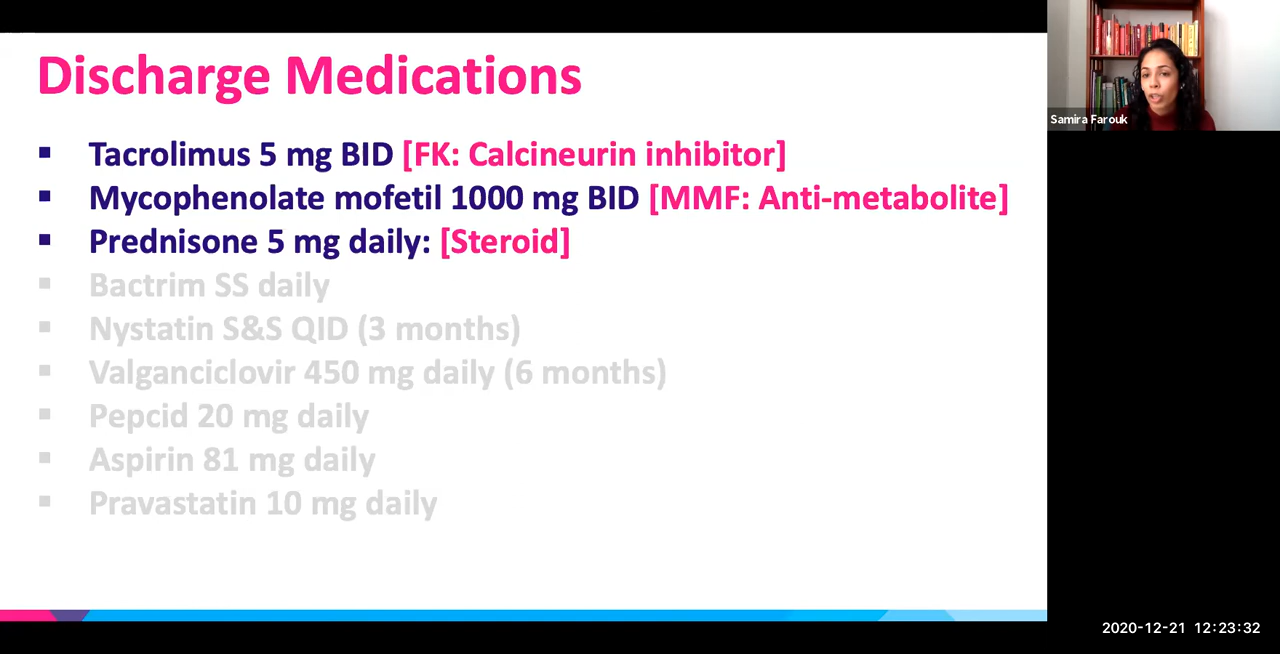 Discharge Medications
▪ Tacrolimus 5 mg BID [FK: Calcineurin inhibitor]
▪ Mycophenolate mofetil 1000 mg BID [MMF: Anti-metabolite]
▪ Prednisone 5 mg daily: [Steroid]
▪ Bactrim SS daily
▪ Nystatin S&S QID (3 months)
▪ Valganciclovir 450 mg daily (6 months)
▪ Pepcid 20 mg daily
▪ Aspirin 81 mg daily
▪ Pravastatin 10 mg daily
Samira Farouk
2020-12-21 12:23:32